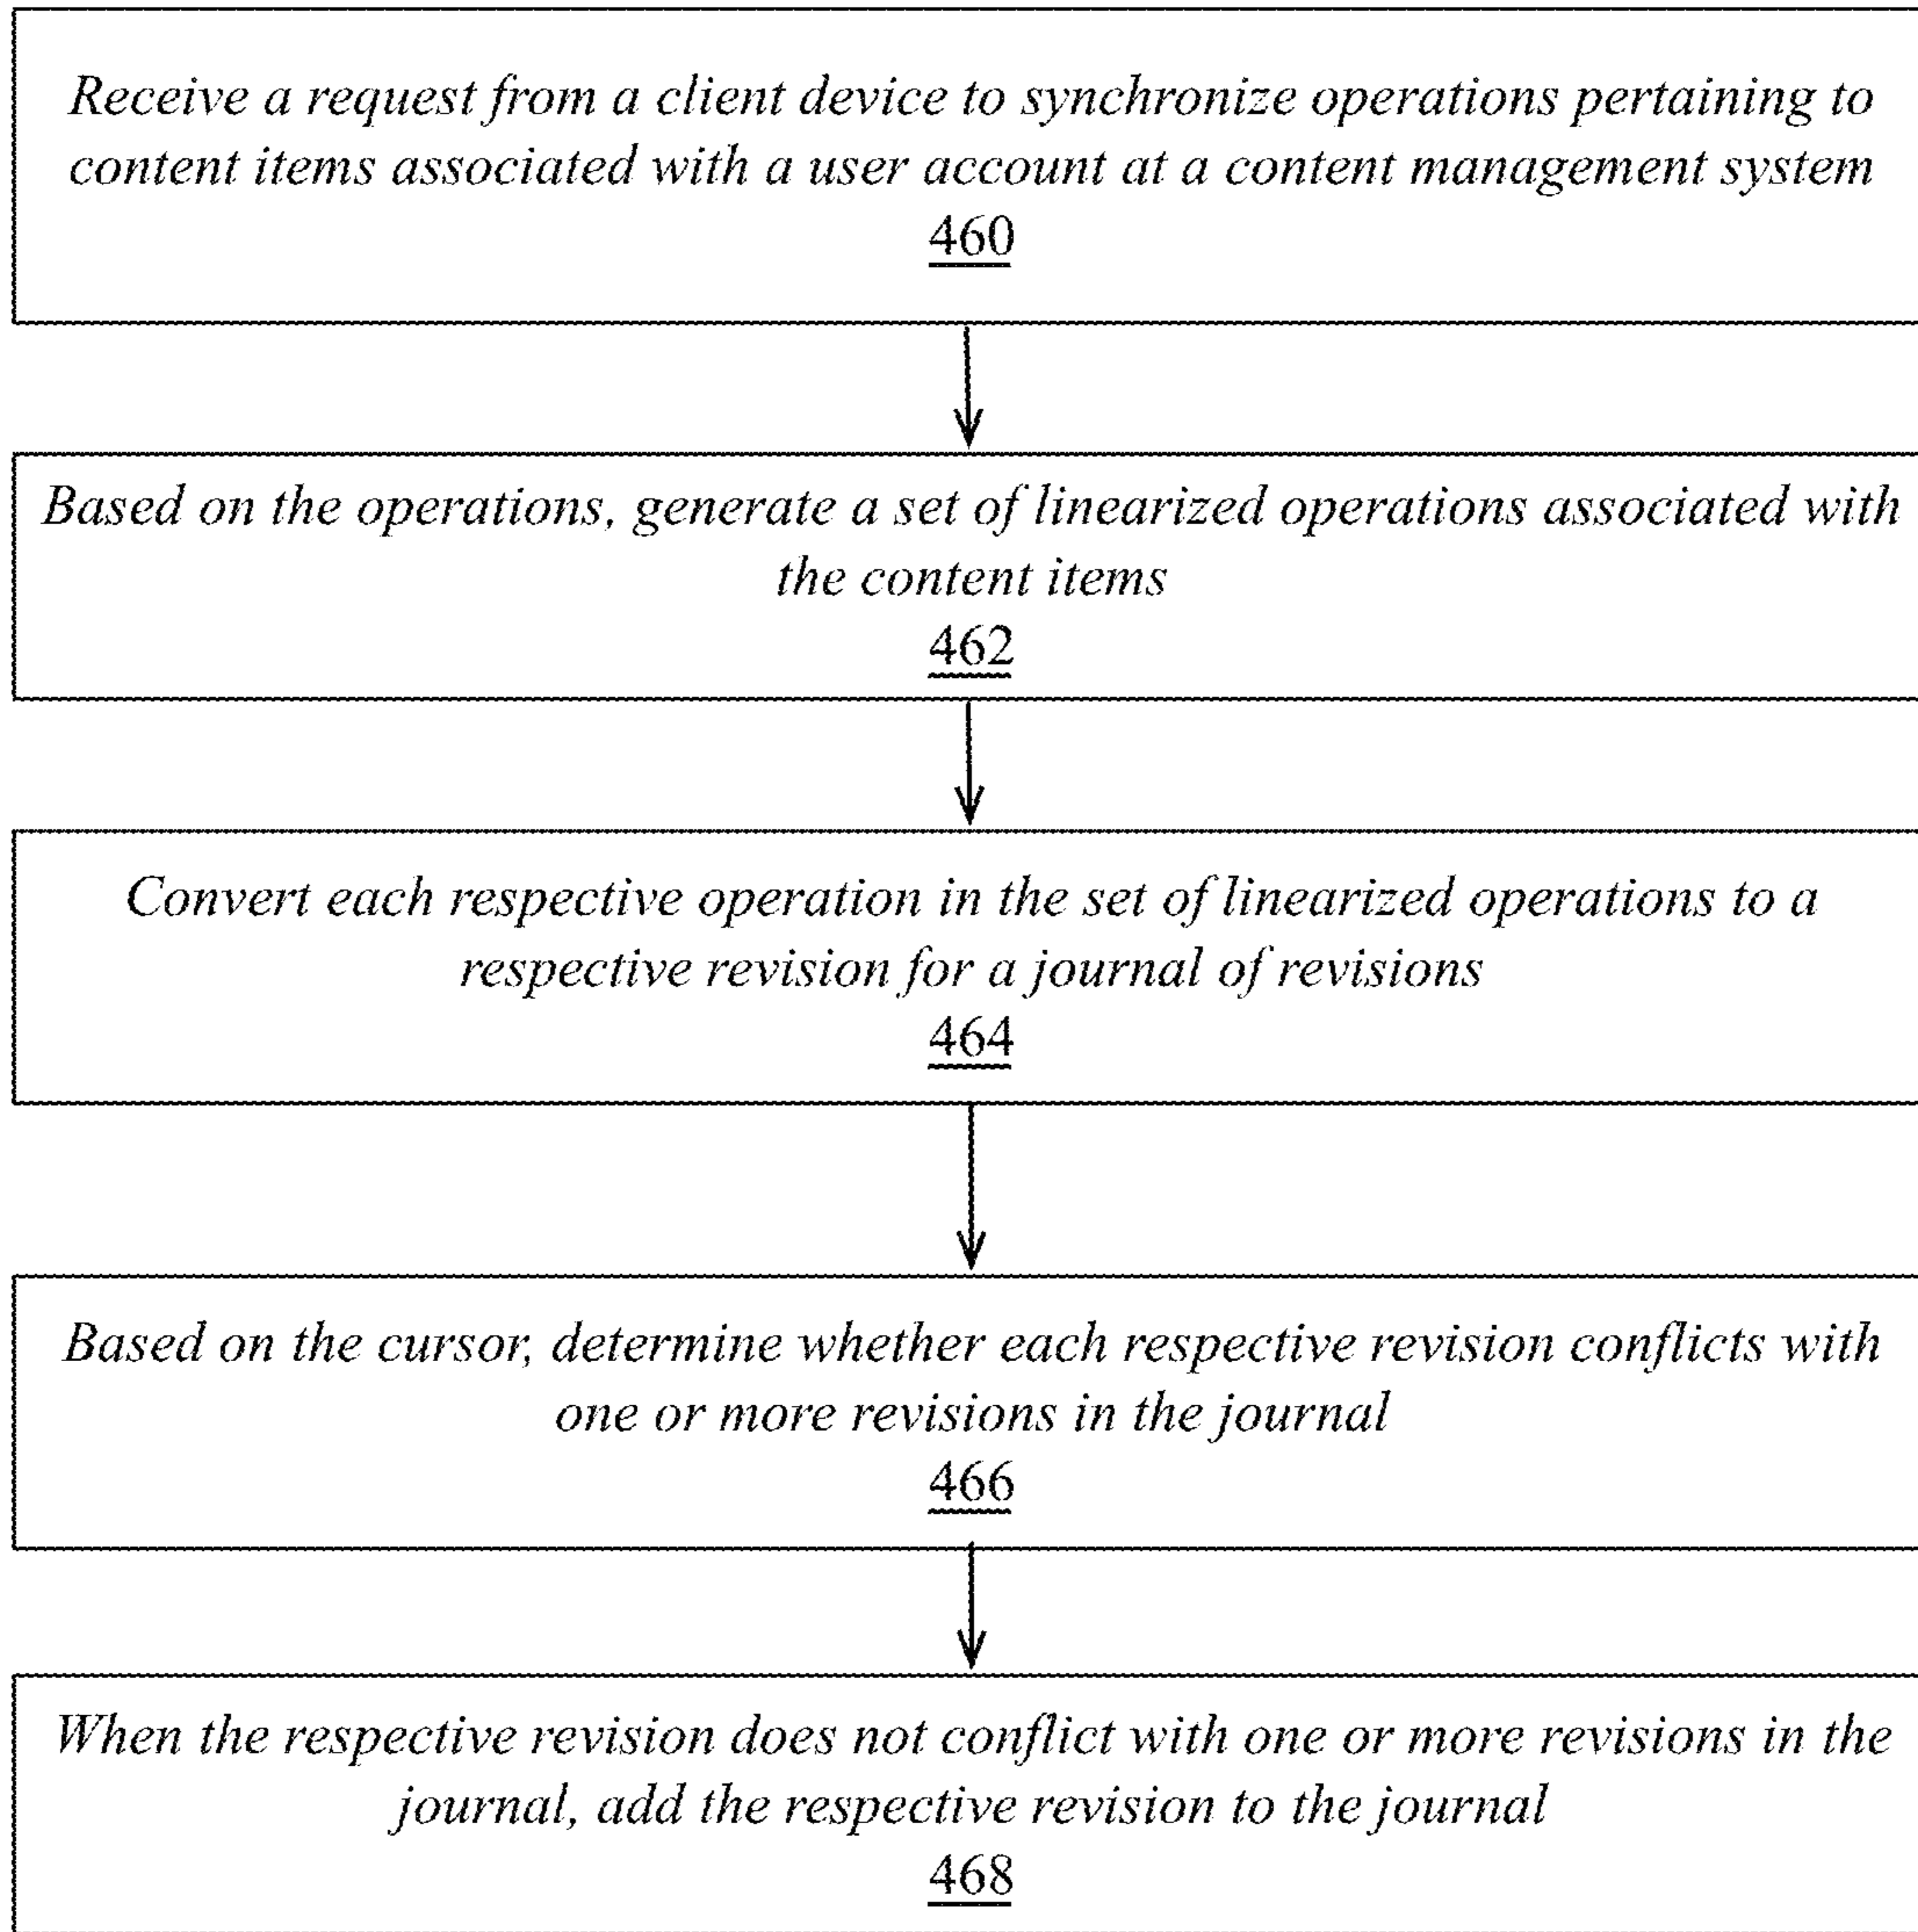 Receive a request from a client device to synchronize operations pertaining to
content items associated with a user account at a content management system
460
Based on the operations, generate a set of linearized operations associated with
the content items
462
Convert each respective operation in the set of linearized operations to a
respective revision for a journal of revisions
464
Based on the cursor, determine whether each respective revision conflicts with
one or more revisions in the journal
466
When the respective revision does not conflict with one or more revisions in the
journal, add the respective revision to the journal
468